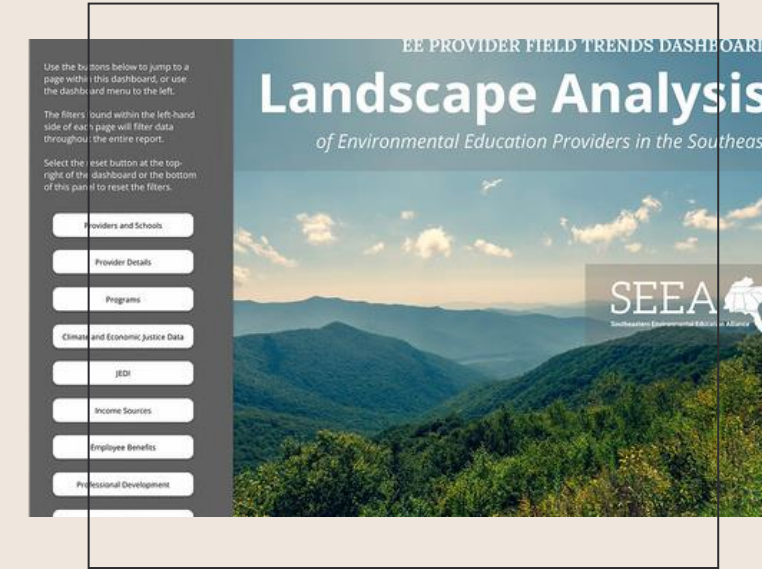 Use the buttons below to jump to a
page within this dashboard, or use
the dashboard menu to the left.
The filters found within the left-hand
side of each page will filter data
throughout the entire report.
Select the reset button at the top-
right of the dashboard or the bottom
of this panel to reset the filters.
Providers and Schools
Provider Details
Programs
Climate and Economic Justice Data
JEDI
Income Sources
Employee Benefits
Professional Development
EE PROVIDER FIELD TRENDS DASHBOARD
Landscape Analysis
of Environmental Education Providers in the Southeas
SEEA
Southeastern Environmental Education Alliance